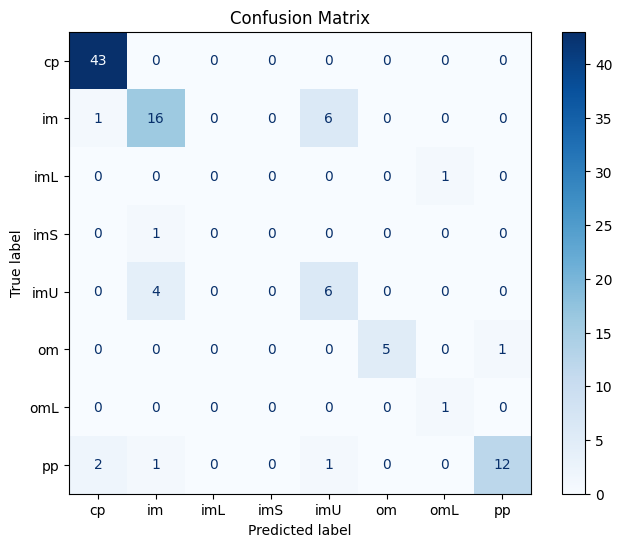 Confusion Matrix
cp 43 0 0 0 0 0 0 0
im 1 16 0 0 6 0 0 0
imL 0 0 0 0 0 0 1 0
imS 0 1 0 0 0 0 0 0
imU 0 4 0 0 6 0 0 0
om 0 0 0 0 0 5 0 1
omL 0 0 0 0 0 0 1 0
pp 2 1 0 0 1 0 0 12
cp im imL imS imU om omL pp
Predicted label
True label
40
35
30
25
20
15
10
5
0